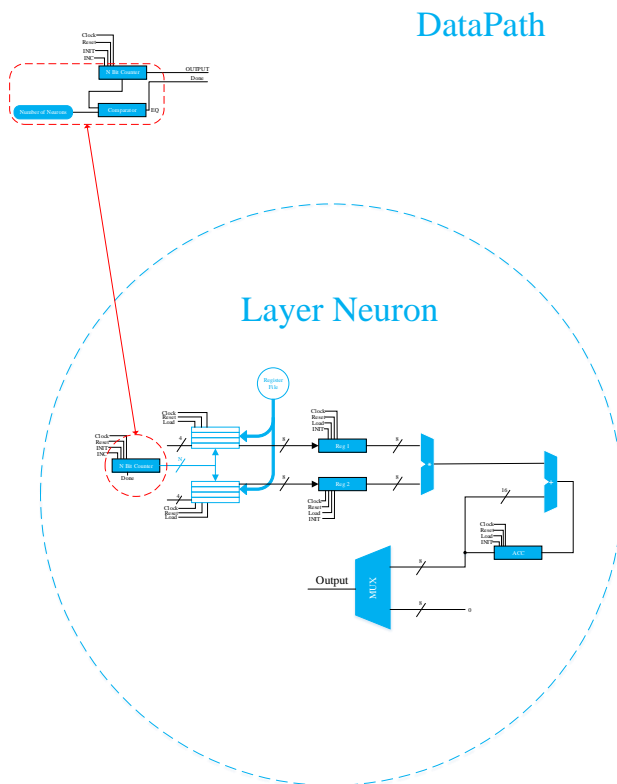 DataPath
Clock
Reset
INIT
INC
N Bit Counter
OUTPUT
Done
Number of Neurons
Comparator
EQ
Layer Neuron
Register
File
Clock
Reset
Load
4
8
Clock
Reset
Load
INIT
Reg 1
8
Clock
Reset
INIT
INC
N Bit Counter
N
Done
4
8
Clock
Reset
Load
Reg 2
8
Clock
Reset
Load
INIT
16
Clock
Reset
Load
INIT
ACC
8
Output
MUX
8
0